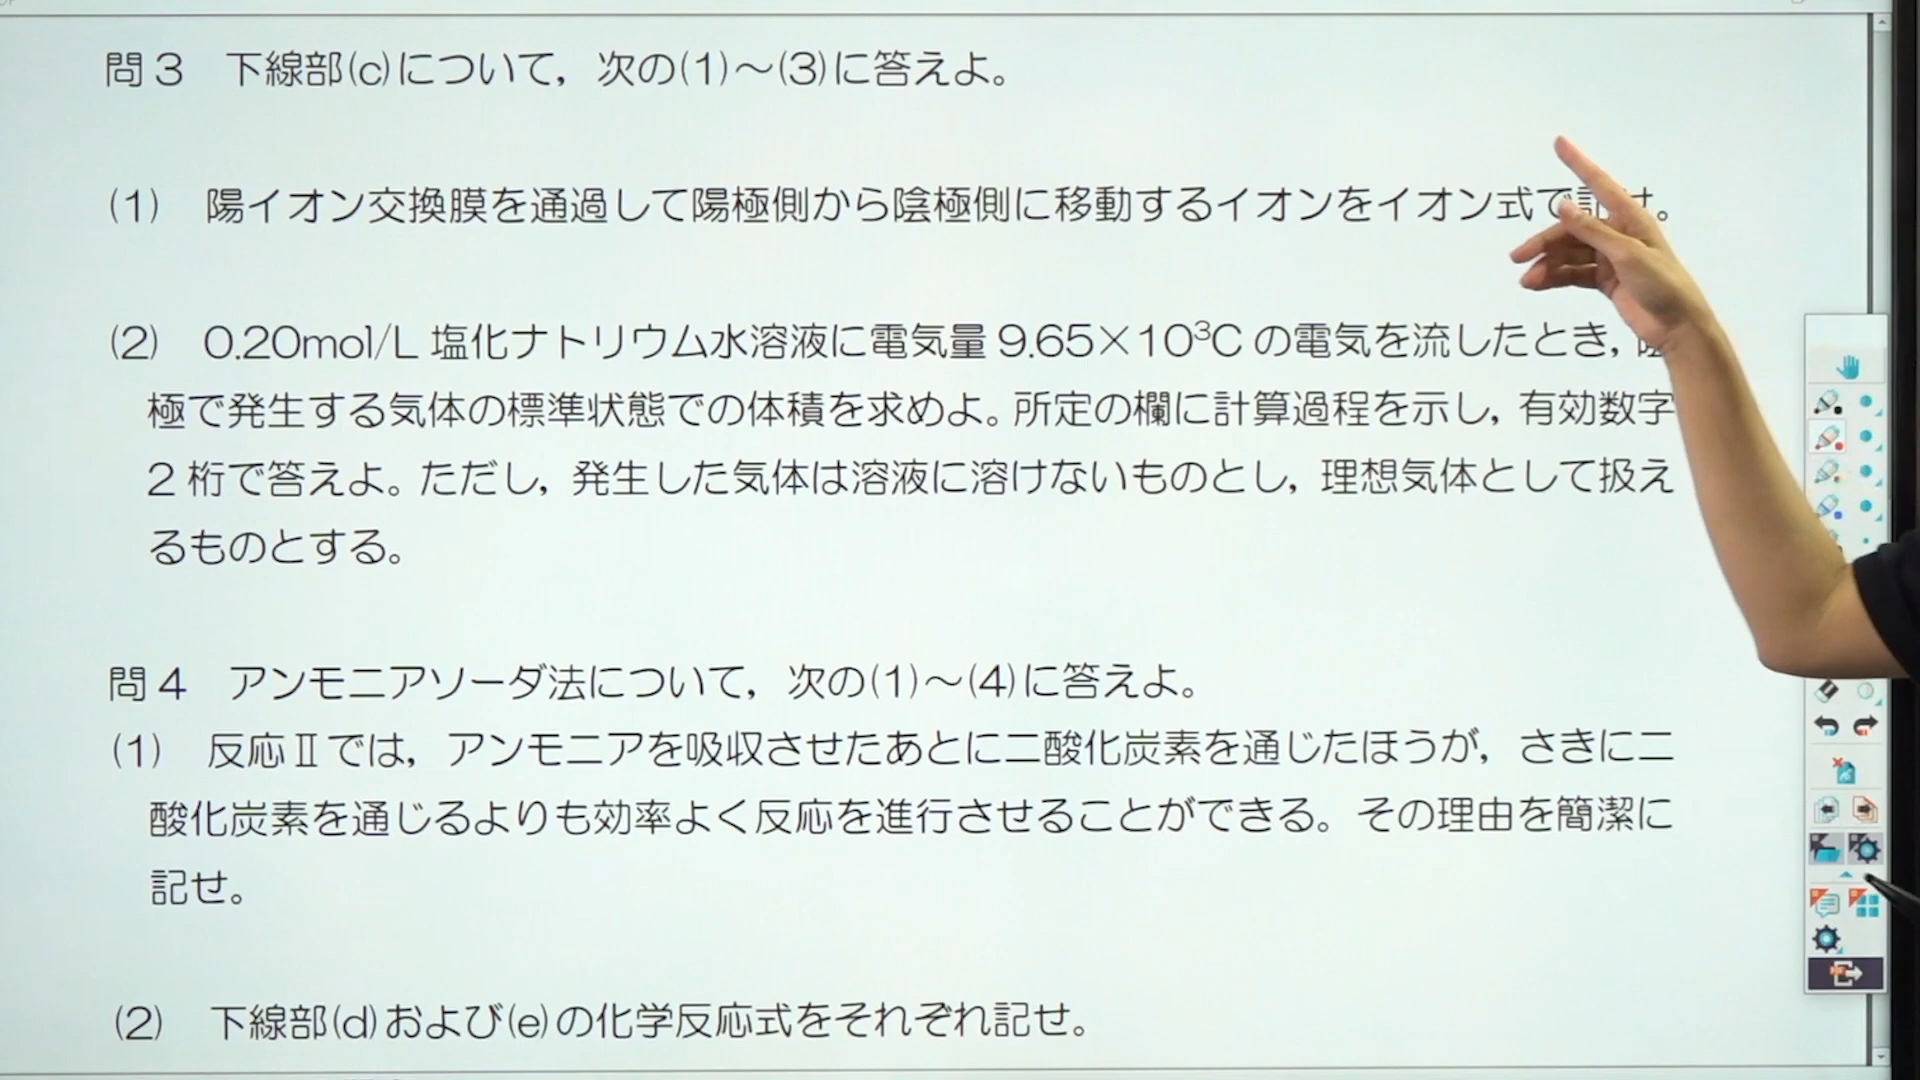 問3 下線部(c)について，次の(1)～(3)に答えよ。
(1) 陽イオン交換膜を通過して陽極側から陰極側に移動するイオンをイオン式で記せ。
(2) 0.20mol/L 塩化ナトリウム水溶液に電気量 9.65×10³C の電気を流したとき，陰
極で発生する気体の標準状態での体積を求めよ。所定の欄に計算過程を示し，有効数字
2 桁で答えよ。ただし，発生した気体は溶液に溶けないものとし，理想気体として扱え
るものとする。
問4 アンモニアソーダ法について，次の(1)～(4)に答えよ。
(1) 反応Ⅱでは，アンモニアを吸収させたあとに二酸化炭素を通じたほうが，さきに二
酸化炭素を通じるよりも効率よく反応を進行させることができる。その理由を簡潔に
記せ。
(2) 下線部(d)および(e)の化学反応式をそれぞれ記せ。